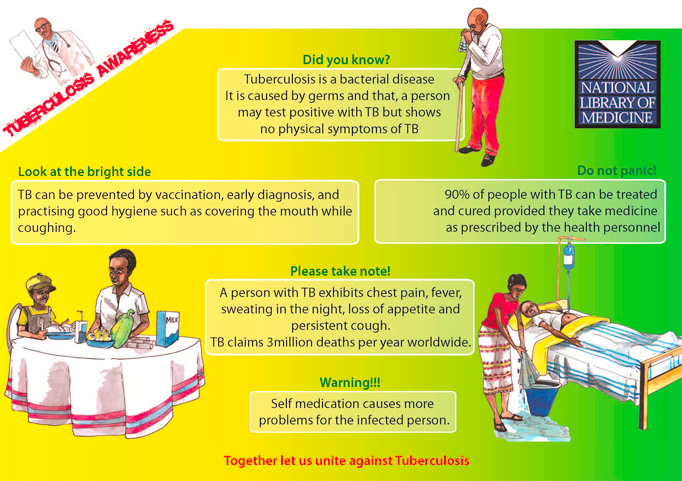 TUBERCULOSIS AWARENESS
Did you know?
Tuberculosis is a bacterial disease
It is caused by germs and that, a person
may test positive with TB but shows
no physical symptoms of TB
NATIONAL
LIBRARY OF
MEDICINE
Look at the bright side
TB can be prevented by vaccination, early diagnosis, and
practising good hygiene such as covering the mouth while
coughing.
Do not panic!
90% of people with TB can be treated
and cured provided they take medicine
as prescribed by the health personnel
Please take note!
A person with TB exhibits chest pain, fever,
sweating in the night, loss of appetite and
persistent cough.
TB claims 3million deaths per year worldwide.
MILK
Warning!!!
Self medication causes more
problems for the infected person.
Together let us unite against Tuberculosis